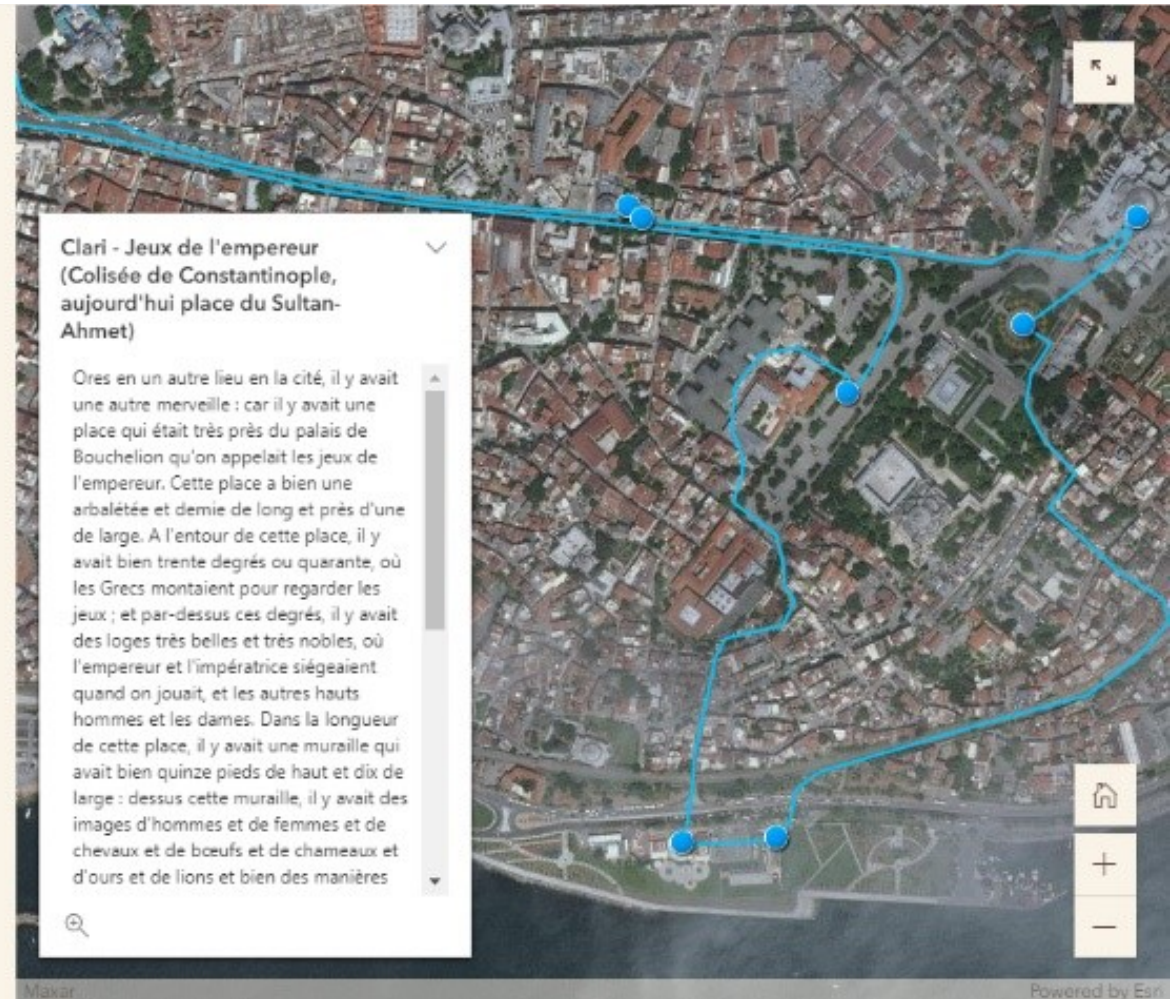 Clari - Jeux de l'empereur
(Colisée de Constantinople,
aujourd'hui place du Sultan-
Ahmet)
Ores en un autre lieu en la cité, il y avait
une autre merveille : car il y avait une
place qui était très près du palais de
Bouchelion qu'on appelait les jeux de
l'empereur. Cette place a bien une
arbalétée et demie de long et près d'une
de large. A l'entour de cette place, il y
avait bien trente degrés ou quarante, où
les Grecs montaient pour regarder les
jeux ; et par-dessus ces degrés, il y avait
des loges très belles et très nobles, où
l'empereur et l'impératrice siégeaient
quand on jouait, et les autres hauts
hommes et les dames. Dans la longueur
de cette place, il y avait une muraille qui
avait bien quinze pieds de haut et dix de
large : dessus cette muraille, il y avait des
images d'hommes et de femmes et de
chevaux et de bœufs et de chameaux et
d'ours et de lions et bien des manières
Maxar
Powered by Esri